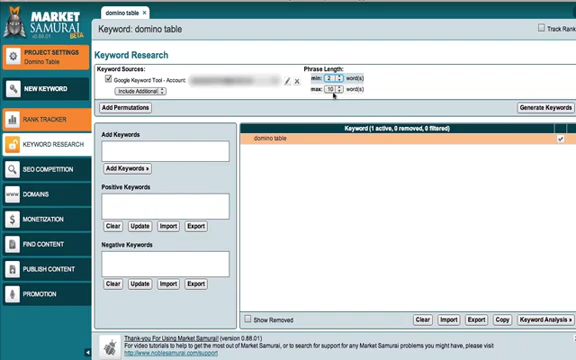 MARKET
SAMURAI
v0.88.01
BETA
domino table ×
Keyword: domino table
Track Rank
PROJECT SETTINGS
Domino Table
NEW KEYWORD
RANK TRACKER
KEYWORD RESEARCH
SEO COMPETITION
www
DOMAINS
MONETIZATION
FIND CONTENT
PUBLISH CONTENT
PROMOTION
Keyword Research
Keyword Sources:
Google Keyword Tool - Account:
Include Additional
Phrase Length:
min: 2 word(s)
max: 10 word(s)
Add Permutations
Generate Keywords
Add Keywords
Add Keywords »
Positive Keywords
Clear Update Import Export
Negative Keywords
Clear Update Import Export
Keyword (1 active, 0 removed, 0 filtered)
domino table
Show Removed
Clear Import Export Copy Keyword Analysis »
Thank-you For Using Market Samurai! (version 0.88.01)
For video tutorials to help to get the most out of Market Samurai, or to search for support for any Market Samurai problems you might have, please visit
http://www.noblesamurai.com/support